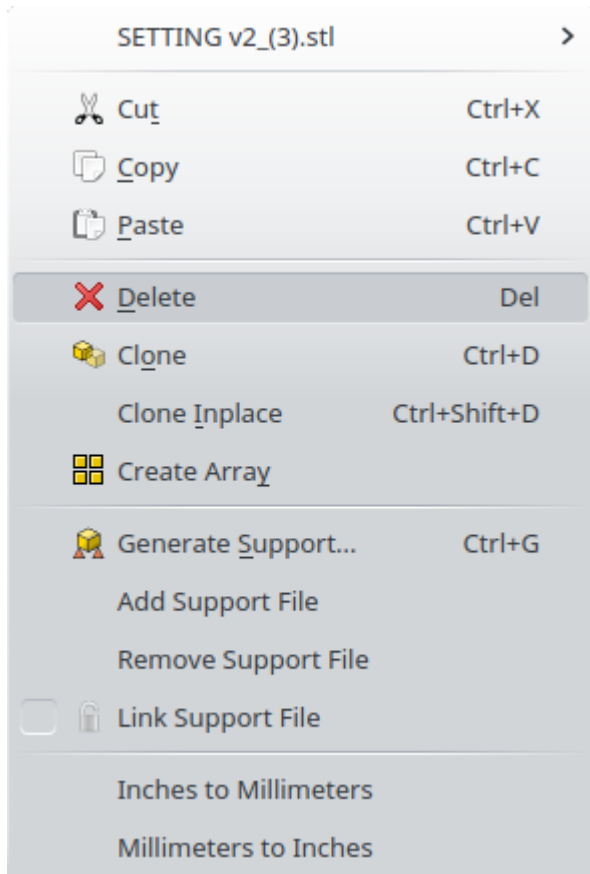 SETTING v2_(3).stl
Cut Ctrl+X
Copy Ctrl+C
Paste Ctrl+V
Delete Del
Clone Ctrl+D
Clone Inplace Ctrl+Shift+D
Create Array
Generate Support... Ctrl+G
Add Support File
Remove Support File
Link Support File
Inches to Millimeters
Millimeters to Inches